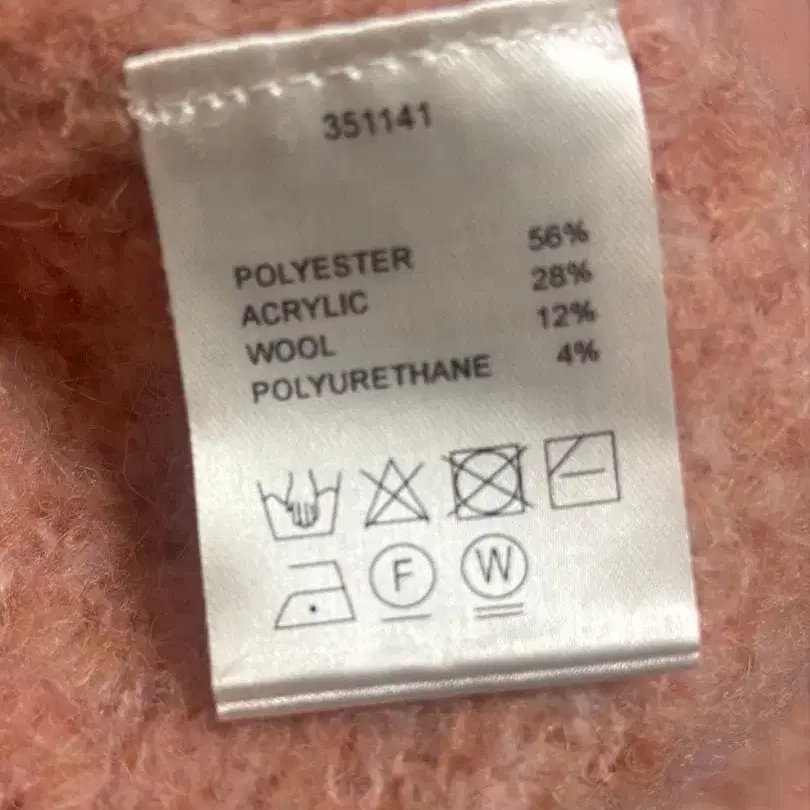 351141
POLYESTER 56%
ACRYLIC 28%
WOOL 12%
POLYURETHANE 4%
F W